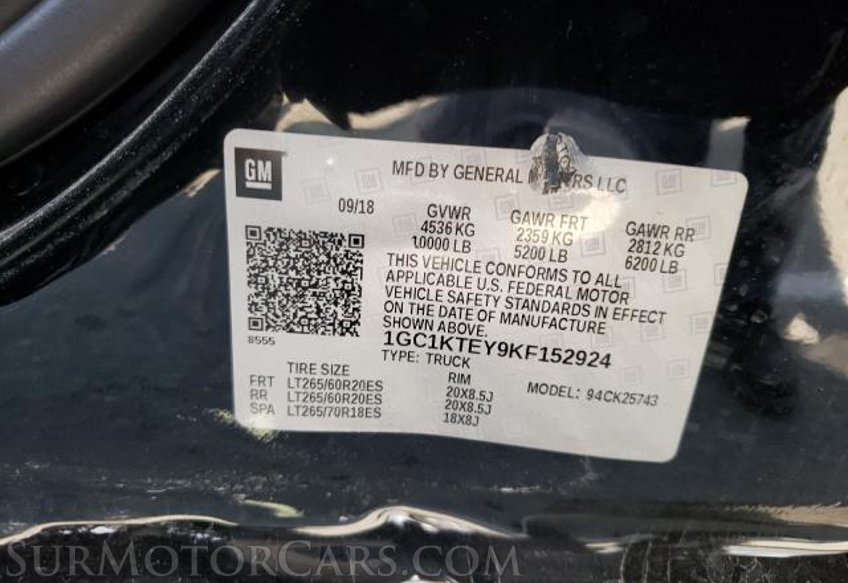 GM
MFD BY GENERAL MOTORS LLC
09/18
GVWR GAWR FRT GAWR RR
4536 KG 2359 KG 2812 KG
10000 LB 5200 LB 6200 LB
THIS VEHICLE CONFORMS TO ALL
APPLICABLE U.S. FEDERAL MOTOR
VEHICLE SAFETY STANDARDS IN EFFECT
ON THE DATE OF MANUFACTURE
SHOWN ABOVE.
8555
1GC1KTEY9KF152924
TYPE: TRUCK
TIRE SIZE RIM MODEL: 94CK25743
FRT LT265/60R20ES 20X8.5J
RR LT265/60R20ES 20X8.5J
SPA LT265/70R18ES 18X8J
SURMOTORCARS.COM